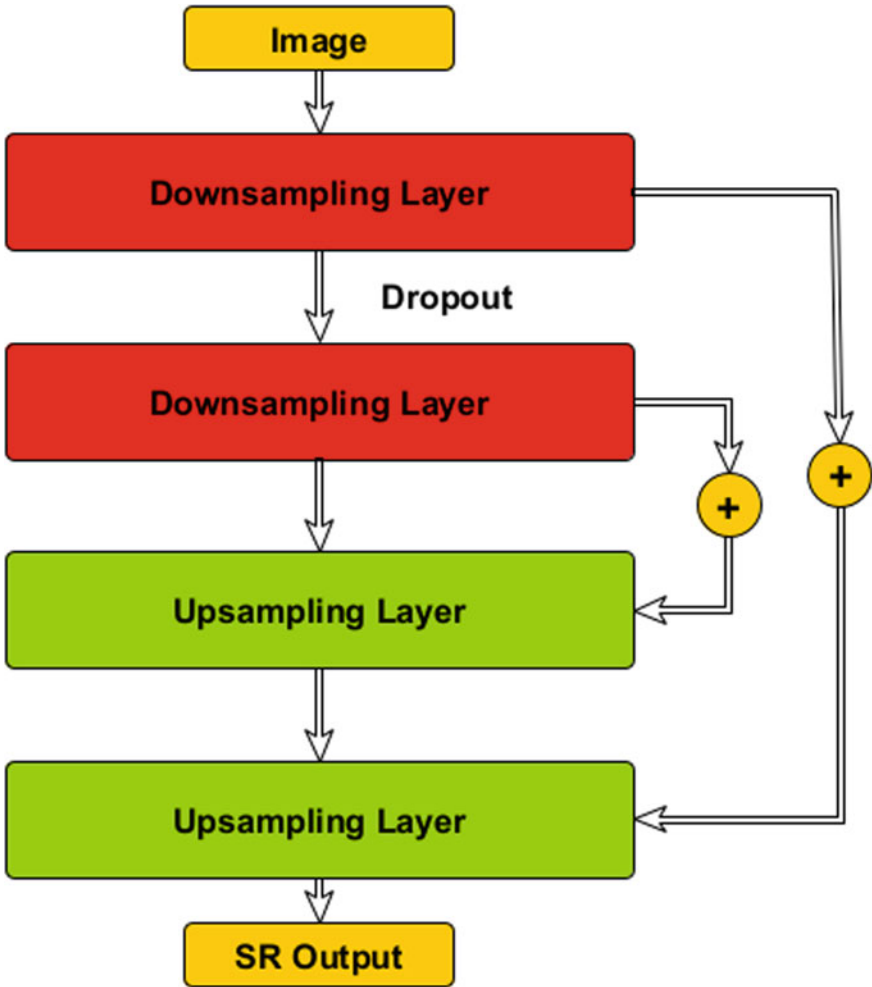 Image
Downsampling Layer
Dropout
Downsampling Layer
+
+
Upsampling Layer
Upsampling Layer
SR Output